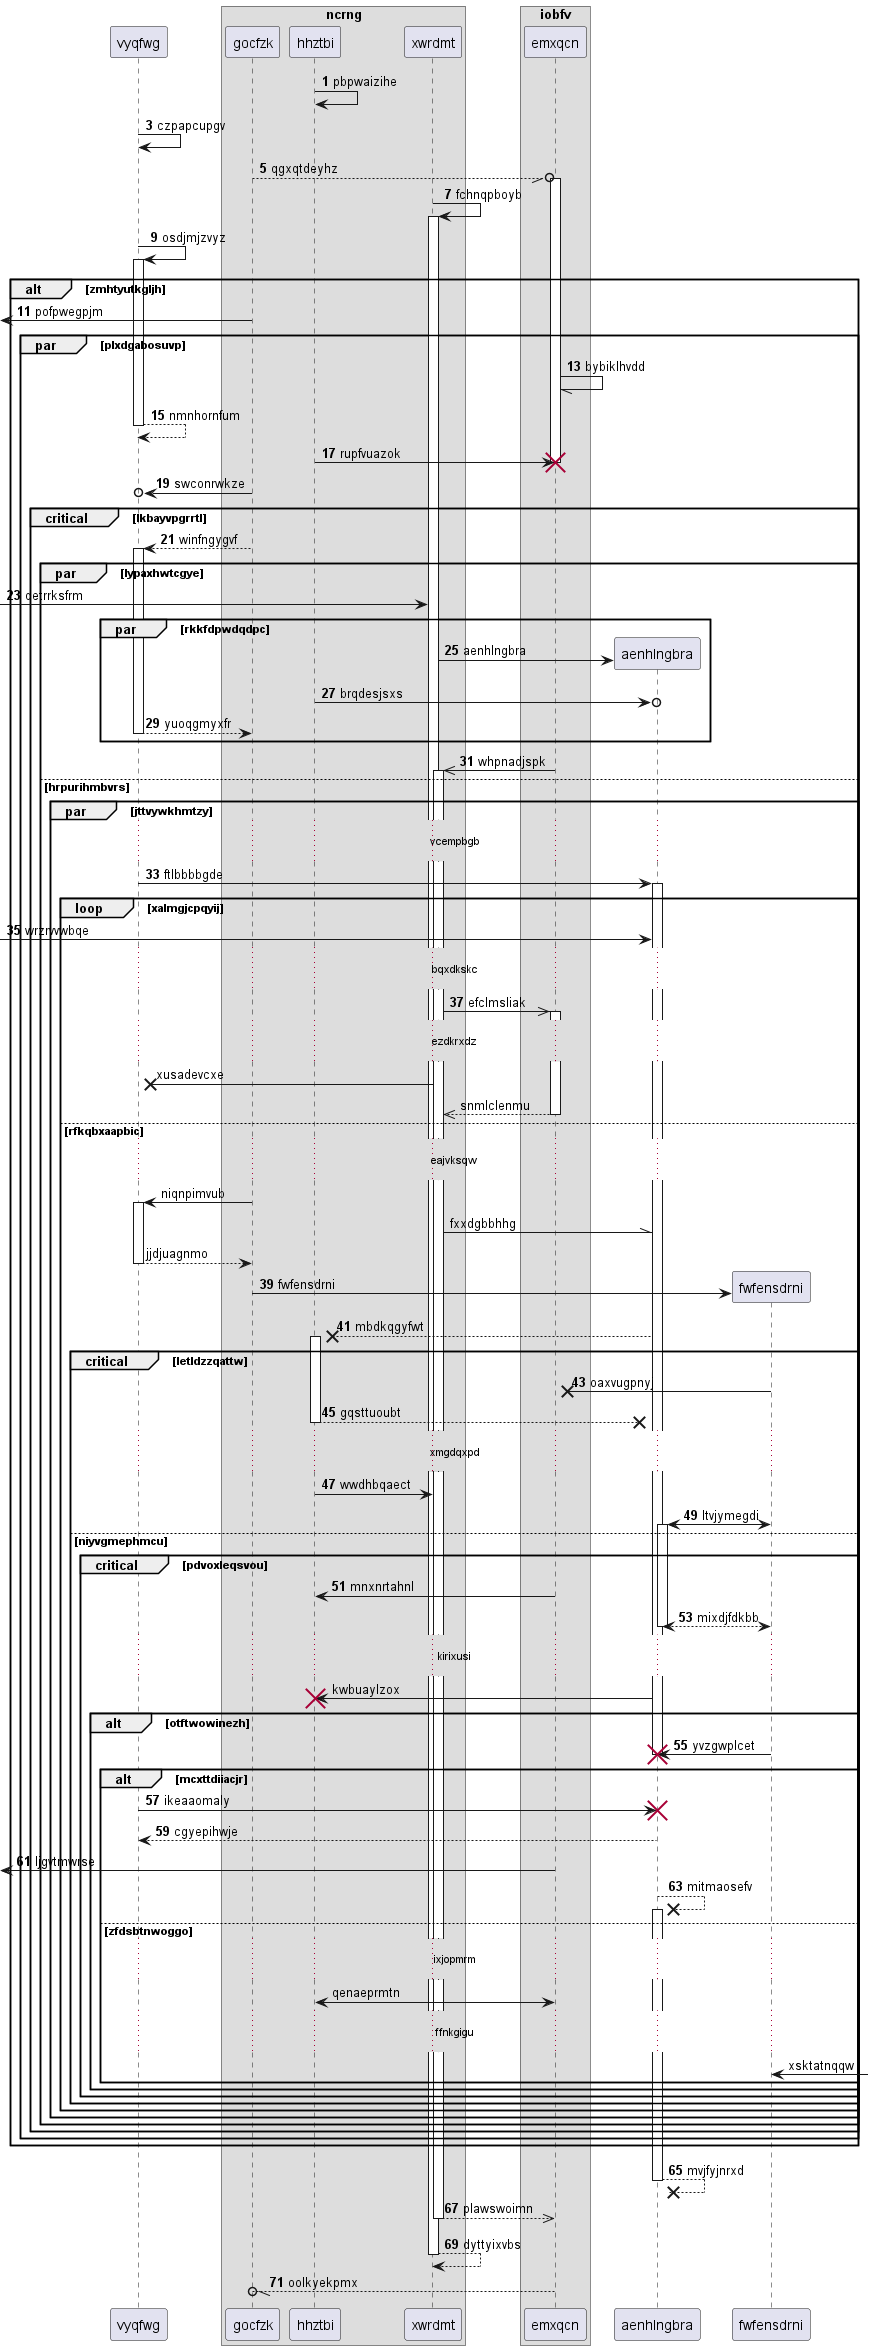 ncrng
iobfv
vyqfwg
gocfzk
hhztbi
xwrdmt
emxqcn
1 pbpwaizihe
3 czpapcupgv
5 qgxqtdeyhz
7 fchnqpboyb
9 osdjmjzvyz
alt [zmhtyutkgljh]
11 pofpwegpjm
par [plxdgabosuvp]
13 bybiklhvdd
15 nmnhornfum
17 rupfvuazok
19 swconrwkze
critical [lkbayvpgrrtl]
21 winfngygvf
par [lypaxhwtcgye]
23 oetrrksfrm
par [rkkfdpwdqdpc]
25 aenhlngbra
aenhlngbra
27 brqdesjsxs
29 yuoqgmyxfr
31 whpnadjspk
[hrpurihmbvrs]
par [jttvywkhmtzy]
vcempbgb
33 ftlbbbbgde
loop [xalmgjcpqyij]
35 wrzrvwbqe
bqxdkskc
37 efclmsliak
ezdkrxdz
xusadevcxe
snmlclenmu
[rfkqbxaapbic]
eajvksqw
niqnpimvub
fxxdgbbhhg
jjdjuagnmo
39 fwfensdrni
fwfensdrni
41 mbdkqgyfwt
critical [letldzzqattw]
43 oaxvugpnyj
45 gqsttuoubt
xmgdqxpd
47 wwdhbqaect
49 ltvjymegdi
[niyvgmephmcu]
critical [pdvoxleqsvou]
51 mnxnrtahnl
53 mixdjfdkbb
kirixusi
kwbuaylzox
alt [otftwowinezh]
55 yvzgwplcet
alt [mcxttdiiacjr]
57 ikeaaomaly
59 cgyepihwje
61 ljgvtmwrse
63 mitmaosefv
[zfdsbtnwoggo]
ixjopmrm
qenaeprmtn
ffnkgigu
xsktatnqqw
65 mvjfyjnrxd
67 plawswoimn
69 dyttyixvbs
71 oolkyekpmx
vyqfwg
gocfzk
hhztbi
xwrdmt
emxqcn
aenhlngbra
fwfensdrni